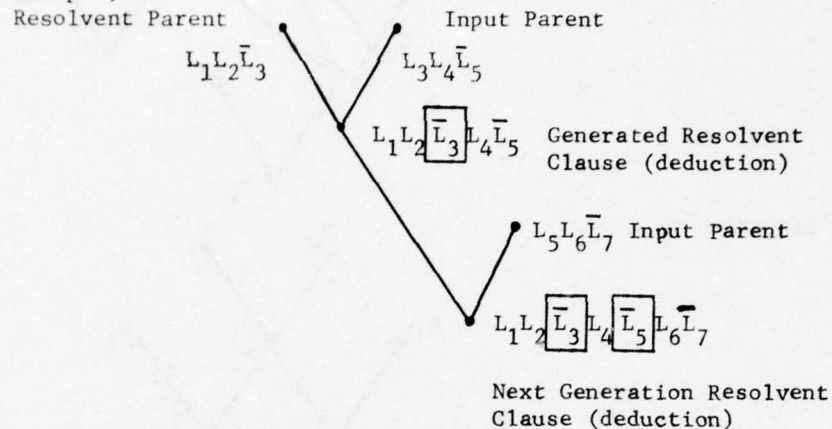 Resolvent Parent Input Parent
L₁L₂L̅₃ L₃L₄L̅₅
L₁L₂L̅₃L₄L̅₅ Generated Resolvent
Clause (deduction)
L₅L₆L̅₇ Input Parent
L₁L₂L̅₃L₄L̅₅L₆L̅₇
Next Generation Resolvent
Clause (deduction)